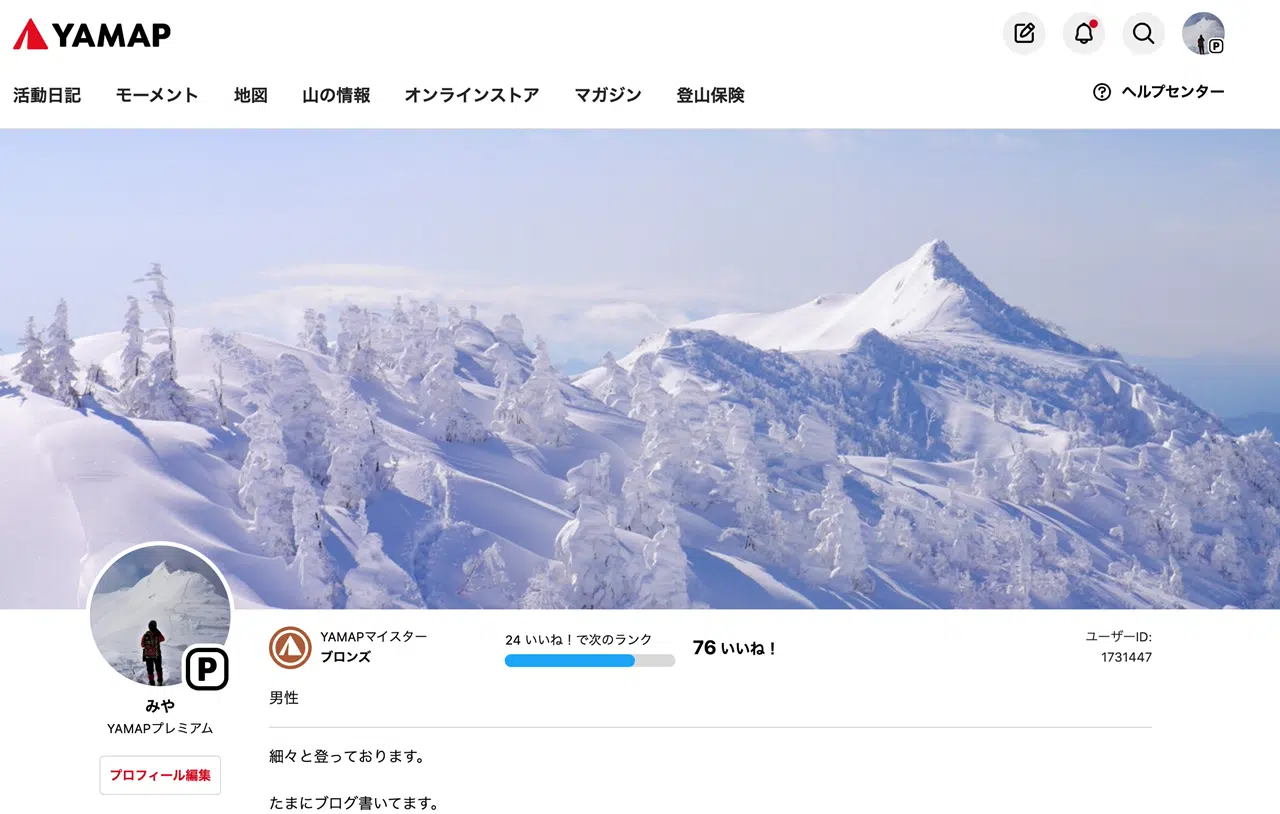 YAMAP
活動日記 モーメント 地図 山の情報 オンラインストア マガジン 登山保険 ヘルプセンター
P
P
みや
YAMAPプレミアム
プロフィール編集
YAMAPマイスター
ブロンズ
24 いいね！で次のランク
76 いいね！
ユーザーID:
1731447
男性
細々と登っております。
たまにブログ書いてます。